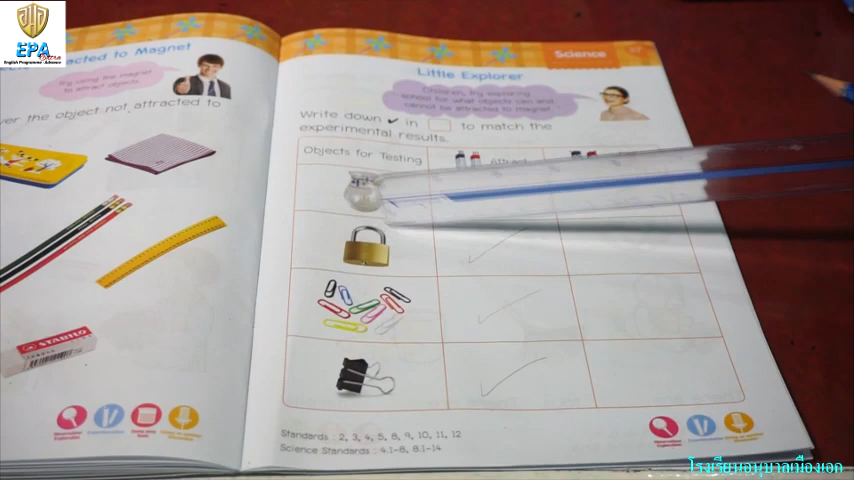 EPA Extra
English Programme : Advance
acted to Magnet
Try using the magnet
to attract objects.
ver the object not attracted to
STABILO
Science
Little Explorer
Children, try exploring
school for what objects can and
cannot be attracted to magnet.
Write down ✔ in □ to match the
experimental results.
Objects for Testing
Attract
Standards : 2, 3, 4, 5, 8, 9, 10, 11, 12
Science Standards : 4.1-8, 8.1-14
โรงเรียนอนุบาลเมืองเอก